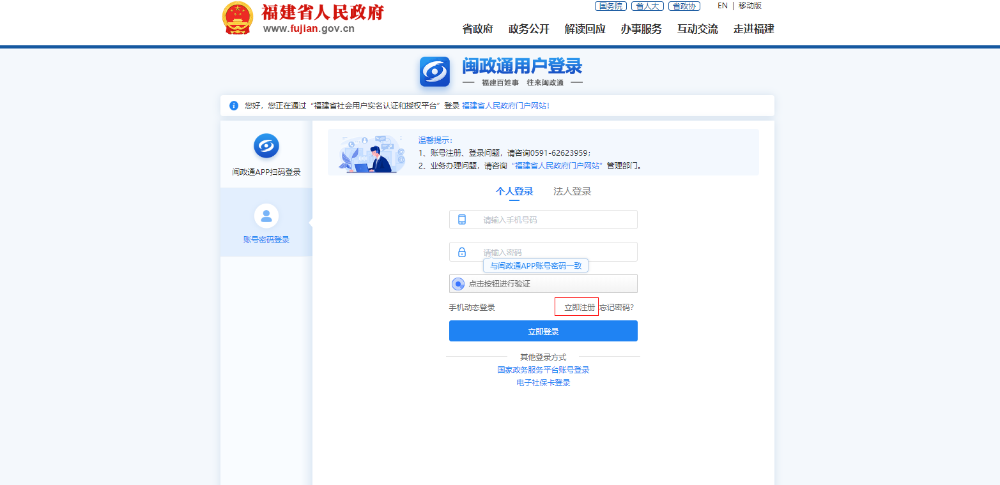 福建省人民政府
www.fujian.gov.cn
国务院 省人大 省政协 EN | 移动版
省政府 政务公开 解读回应 办事服务 互动交流 走进福建
闽政通用户登录
福建百姓事 往来闽政通
您好，您正在通过“福建省社会用户实名认证和授权平台”登录 福建省人民政府门户网站！
闽政通APP扫码登录
账号密码登录
温馨提示：
1、账号注册、登录问题，请咨询0591-62623959；
2、业务办理问题，请咨询“福建省人民政府门户网站”管理部门。
个人登录 法人登录
请输入手机号码
请输入密码
与闽政通APP账号密码一致
点击按钮进行验证
手机动态登录 立即注册 忘记密码？
立即登录
其他登录方式
国家政务服务平台账号登录
电子社保卡登录